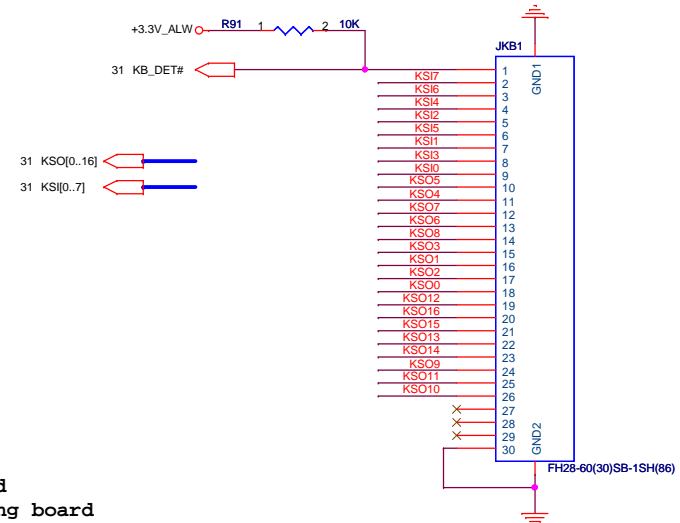 +3.3V_ALW R91 1 2 10K
JKB1
31 KB_DET# 1 GND1
KSI7 2
KSI6 3
KSI4 4
KSI2 5
KSI5 6
KSI1 7
31 KSO[0..16] KSI3 8
KSI0 9
31 KSI[0..7] KSO5 10
KSO4 11
KSO7 12
KSO6 13
KSO8 14
KSO3 15
KSO1 16
KSO2 17
KSO0 18
KSO12 19
KSO16 20
KSO15 21
KSO13 22
KSO14 23
KSO9 24
KSO11 25
KSO10 26
27
28
29 GND2
30
FH28-60(30)SB-1SH(86)
d
ng board